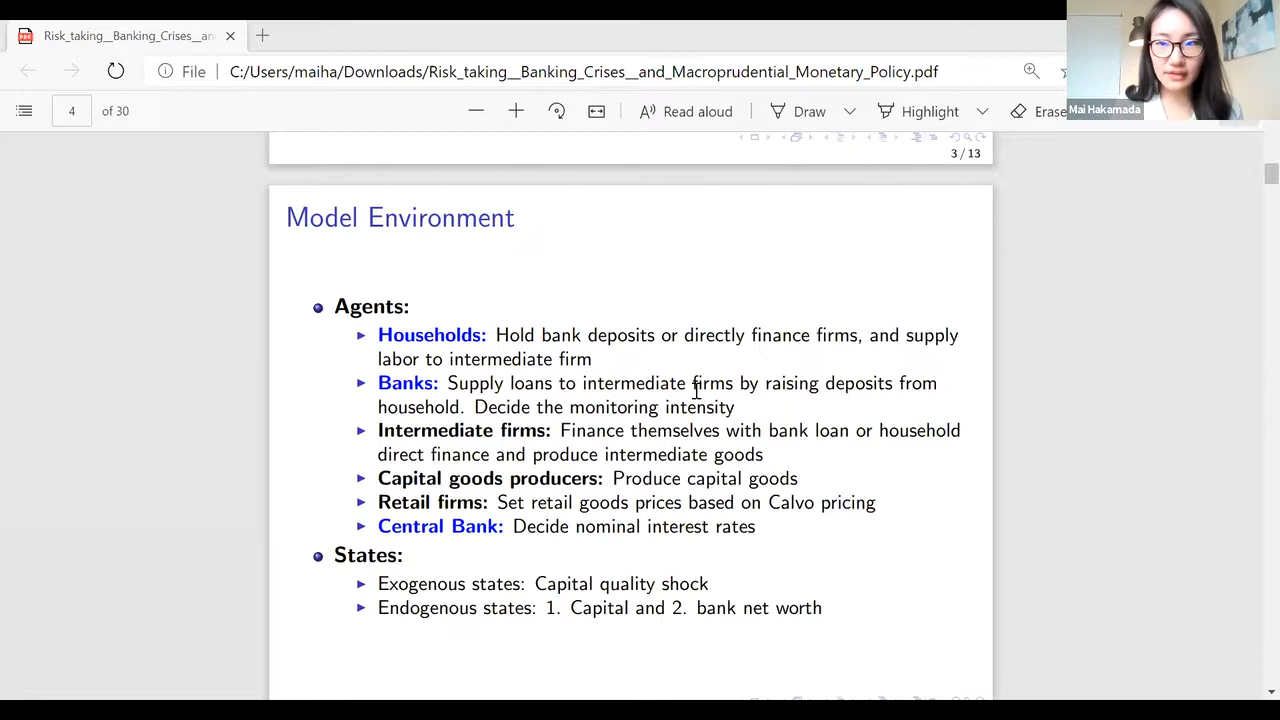 Risk_taking__Banking_Crises__an
File
C:/Users/maiha/Downloads/Risk_taking__Banking_Crises__and_Macroprudential_Monetary_Policy.pdf
4 of 30
Read aloud
Draw
Highlight
Erase
Mai Hakamada
3 / 13
Model Environment
Agents:
Households: Hold bank deposits or directly finance firms, and supply
labor to intermediate firm
Banks: Supply loans to intermediate firms by raising deposits from
household. Decide the monitoring intensity
Intermediate firms: Finance themselves with bank loan or household
direct finance and produce intermediate goods
Capital goods producers: Produce capital goods
Retail firms: Set retail goods prices based on Calvo pricing
Central Bank: Decide nominal interest rates
States:
Exogenous states: Capital quality shock
Endogenous states: 1. Capital and 2. bank net worth